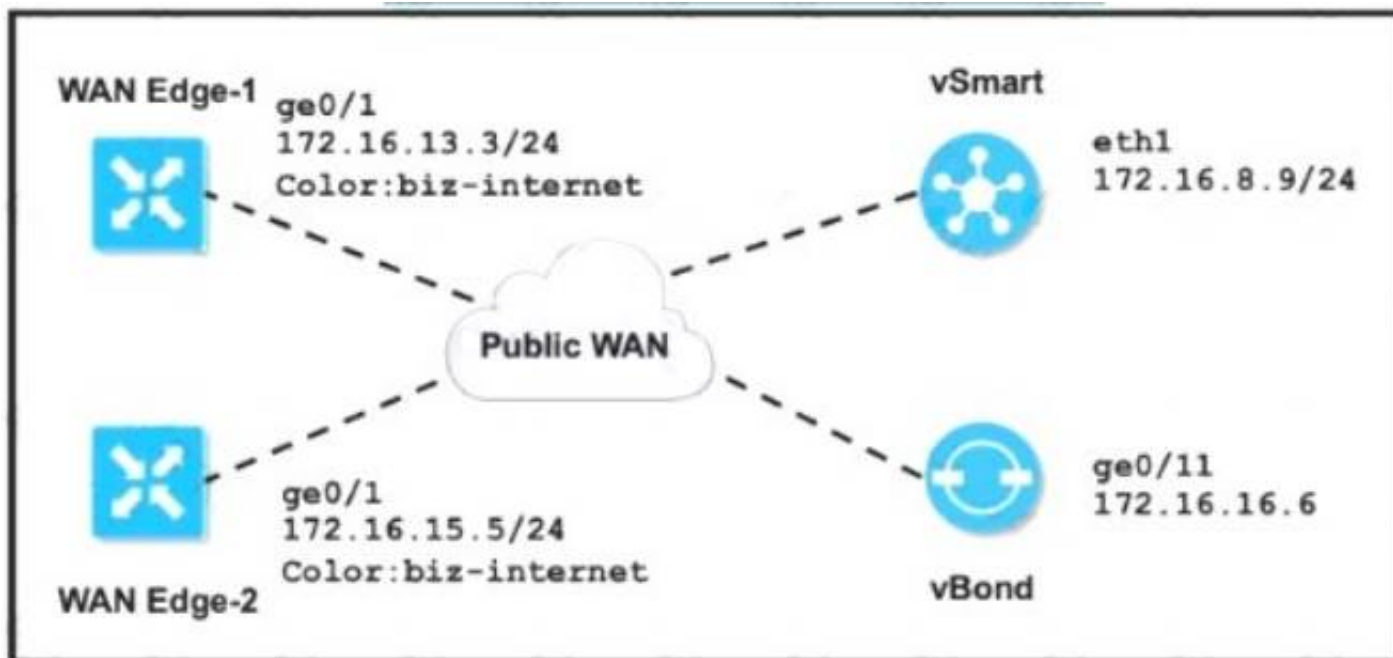 WAN Edge-1
ge0/1
172.16.13.3/24
Color:biz-internet
vSmart
eth1
172.16.8.9/24
Public WAN
ge0/1
172.16.15.5/24
Color:biz-internet
WAN Edge-2
ge0/11
172.16.16.6
vBond